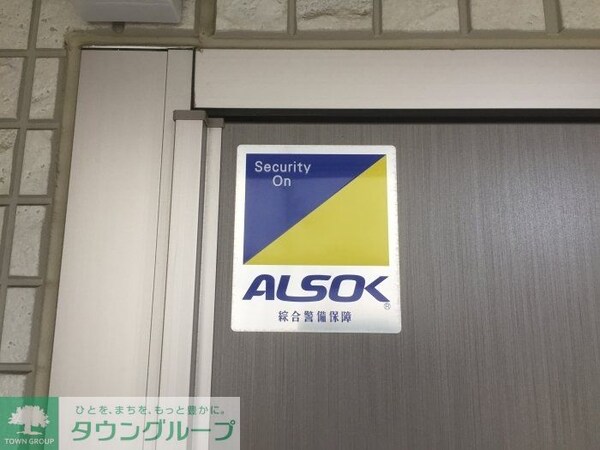 Security
On
ALSOK®
綜合警備保障
ひとを、まちを、もっと豊かに。
タウングループ
TOWN GROUP